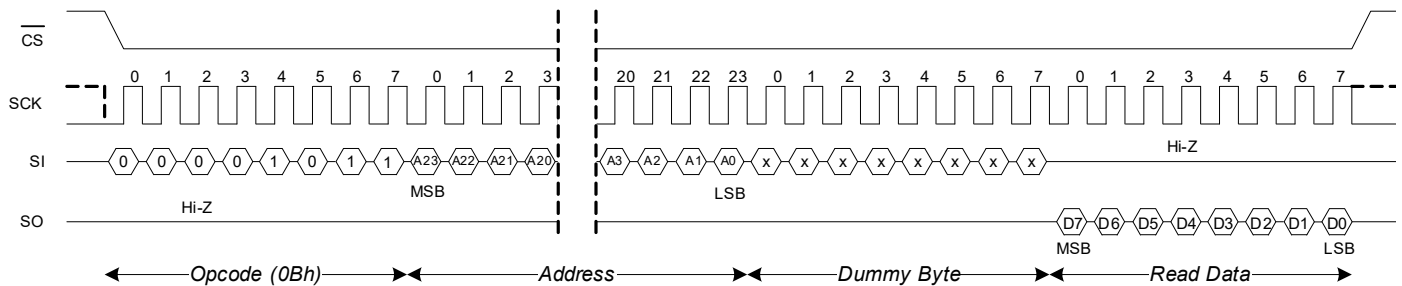 CS
0 1 2 3 4 5 6 7 0 1 2 3 20 21 22 23 0 1 2 3 4 5 6 7 0 1 2 3 4 5 6 7
SCK
SI 0 0 0 0 1 0 1 1 A23 A22 A21 A20 A3 A2 A1 A0 x x x x x x x x Hi-Z
MSB LSB
Hi-Z
SO D7 D6 D5 D4 D3 D2 D1 D0
MSB LSB
Opcode (0Bh) Address Dummy Byte Read Data